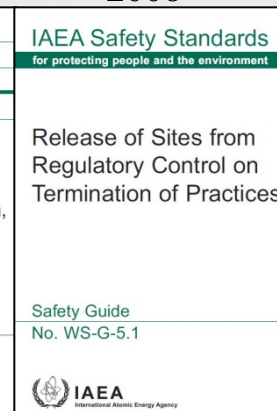 IAEA Safety Standards
for protecting people and the environment
Release of Sites from
Regulatory Control on
Termination of Practices
Safety Guide
No. WS-G-5.1
IAEA
International Atomic Energy Agency